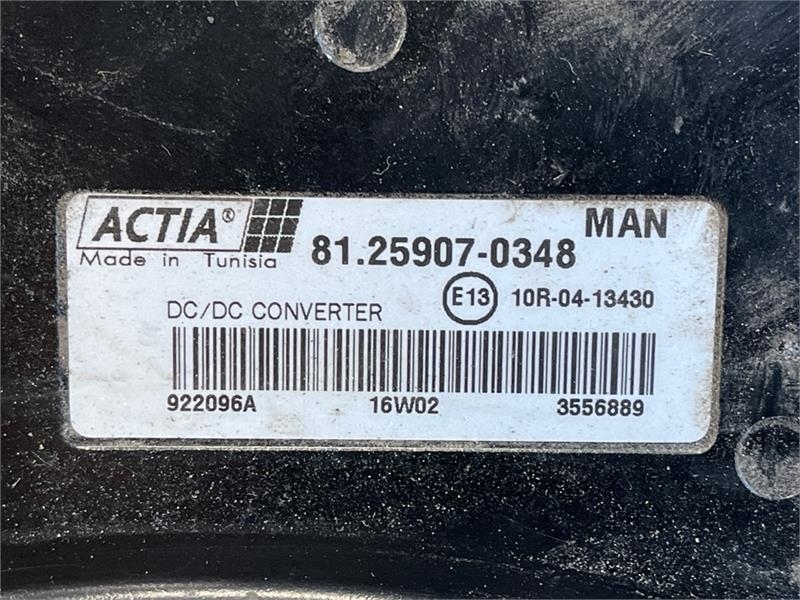 ACTIA® MAN
Made in Tunisia 81.25907-0348
E13 10R-04-13430
DC/DC CONVERTER
922096A 16W02 3556889